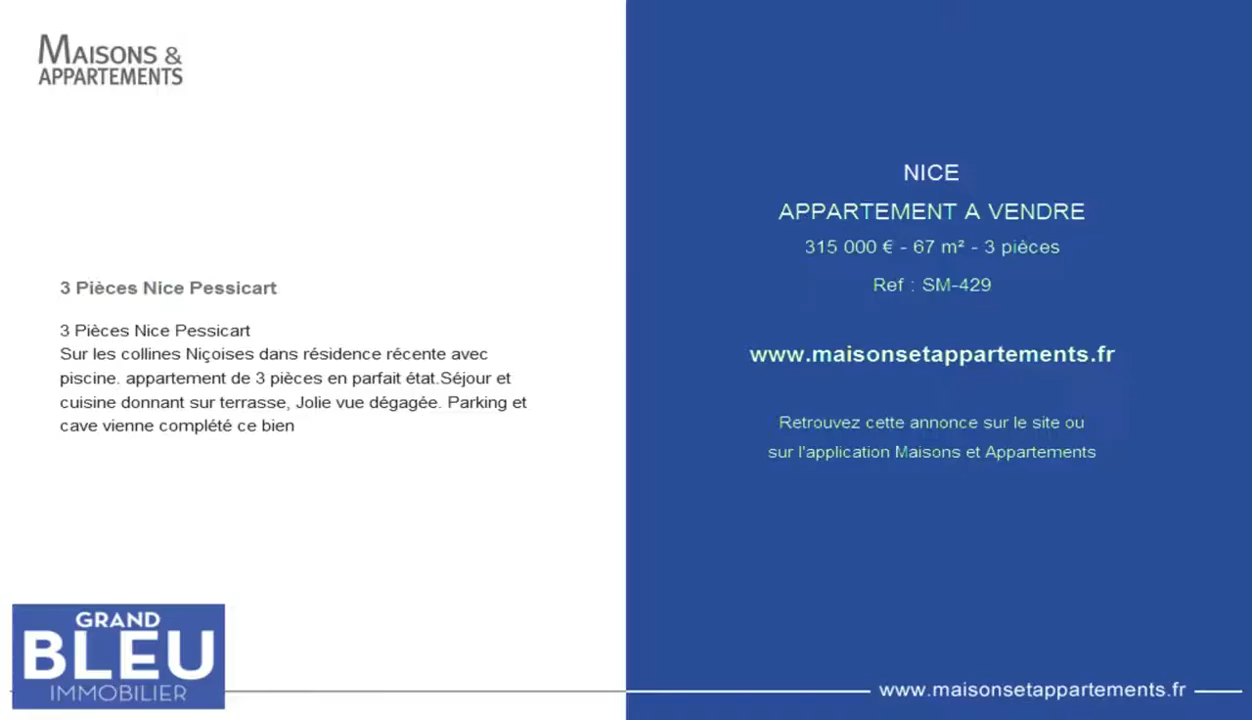 MAISONS &
APPARTEMENTS
3 Pièces Nice Pessicart
3 Pièces Nice Pessicart
Sur les collines Niçoises dans résidence récente avec
piscine. appartement de 3 pièces en parfait état.Séjour et
cuisine donnant sur terrasse, Jolie vue dégagée. Parking et
cave vienne complété ce bien
GRAND
BLEU
IMMOBILIER
NICE
APPARTEMENT A VENDRE
315 000 € - 67 m² - 3 pièces
Ref : SM-429
www.maisonsetappartements.fr
Retrouvez cette annonce sur le site ou
sur l'application Maisons et Appartements
www.maisonsetappartements.fr